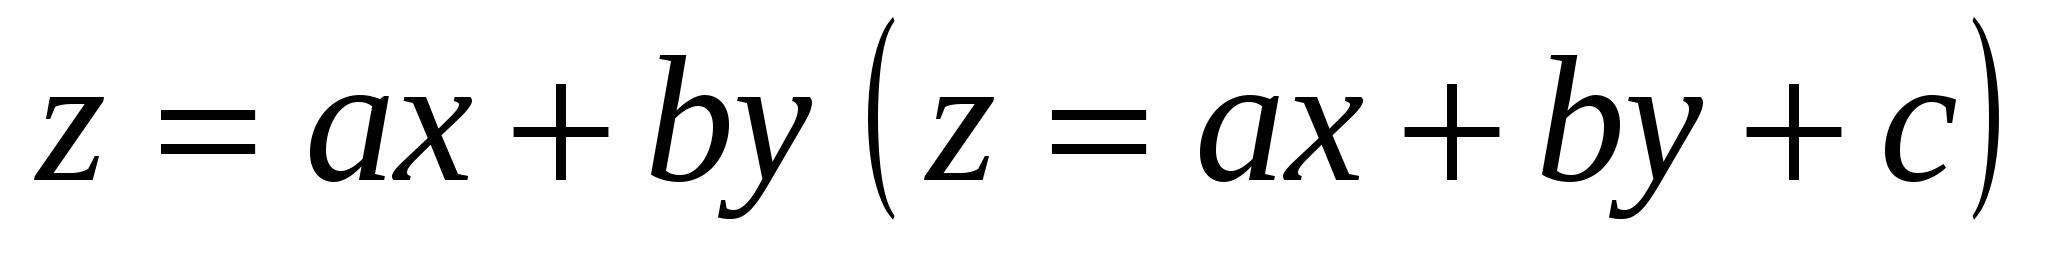 z = ax + by (z = ax + by + c)